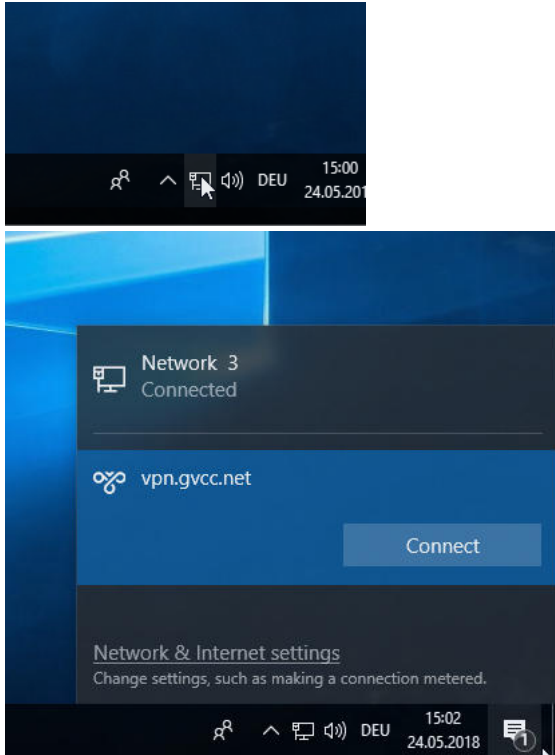 DEU
15:00
24.05.201
Network 3
Connected
vpn.gvcc.net
Connect
Network & Internet settings
Change settings, such as making a connection metered.
DEU
15:02
24.05.2018
1